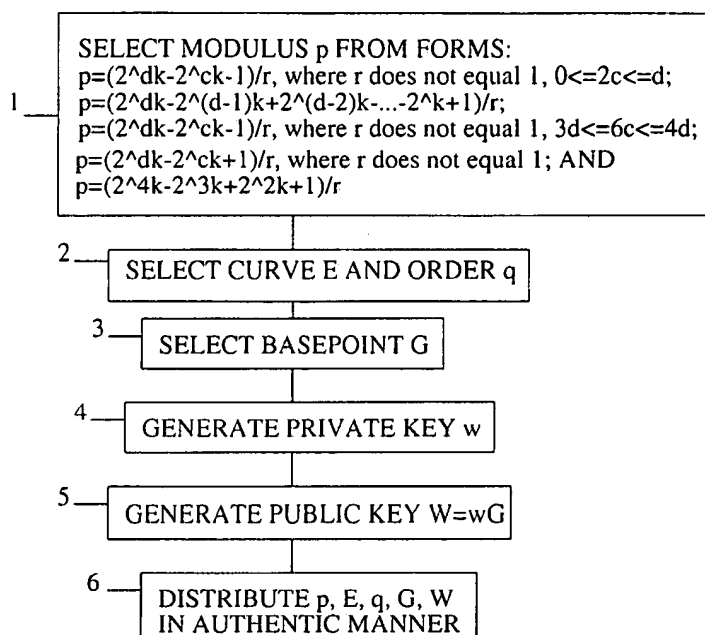 SELECT MODULUS p FROM FORMS:
p=(2^dk-2^ck-1)/r, where r does not equal 1, 0<=2c<=d;
1
p=(2^dk-2^(d-1)k+2^(d-2)k-...-2^k+1)/r;
p=(2^dk-2^ck-1)/r, where r does not equal 1, 3d<=6c<=4d;
p=(2^dk-2^ck+1)/r, where r does not equal 1; AND
p=(2^4k-2^3k+2^2k+1)/r
2
SELECT CURVE E AND ORDER q
3
SELECT BASEPOINT G
4
GENERATE PRIVATE KEY w
5
GENERATE PUBLIC KEY W=wG
6
DISTRIBUTE p, E, q, G, W
IN AUTHENTIC MANNER